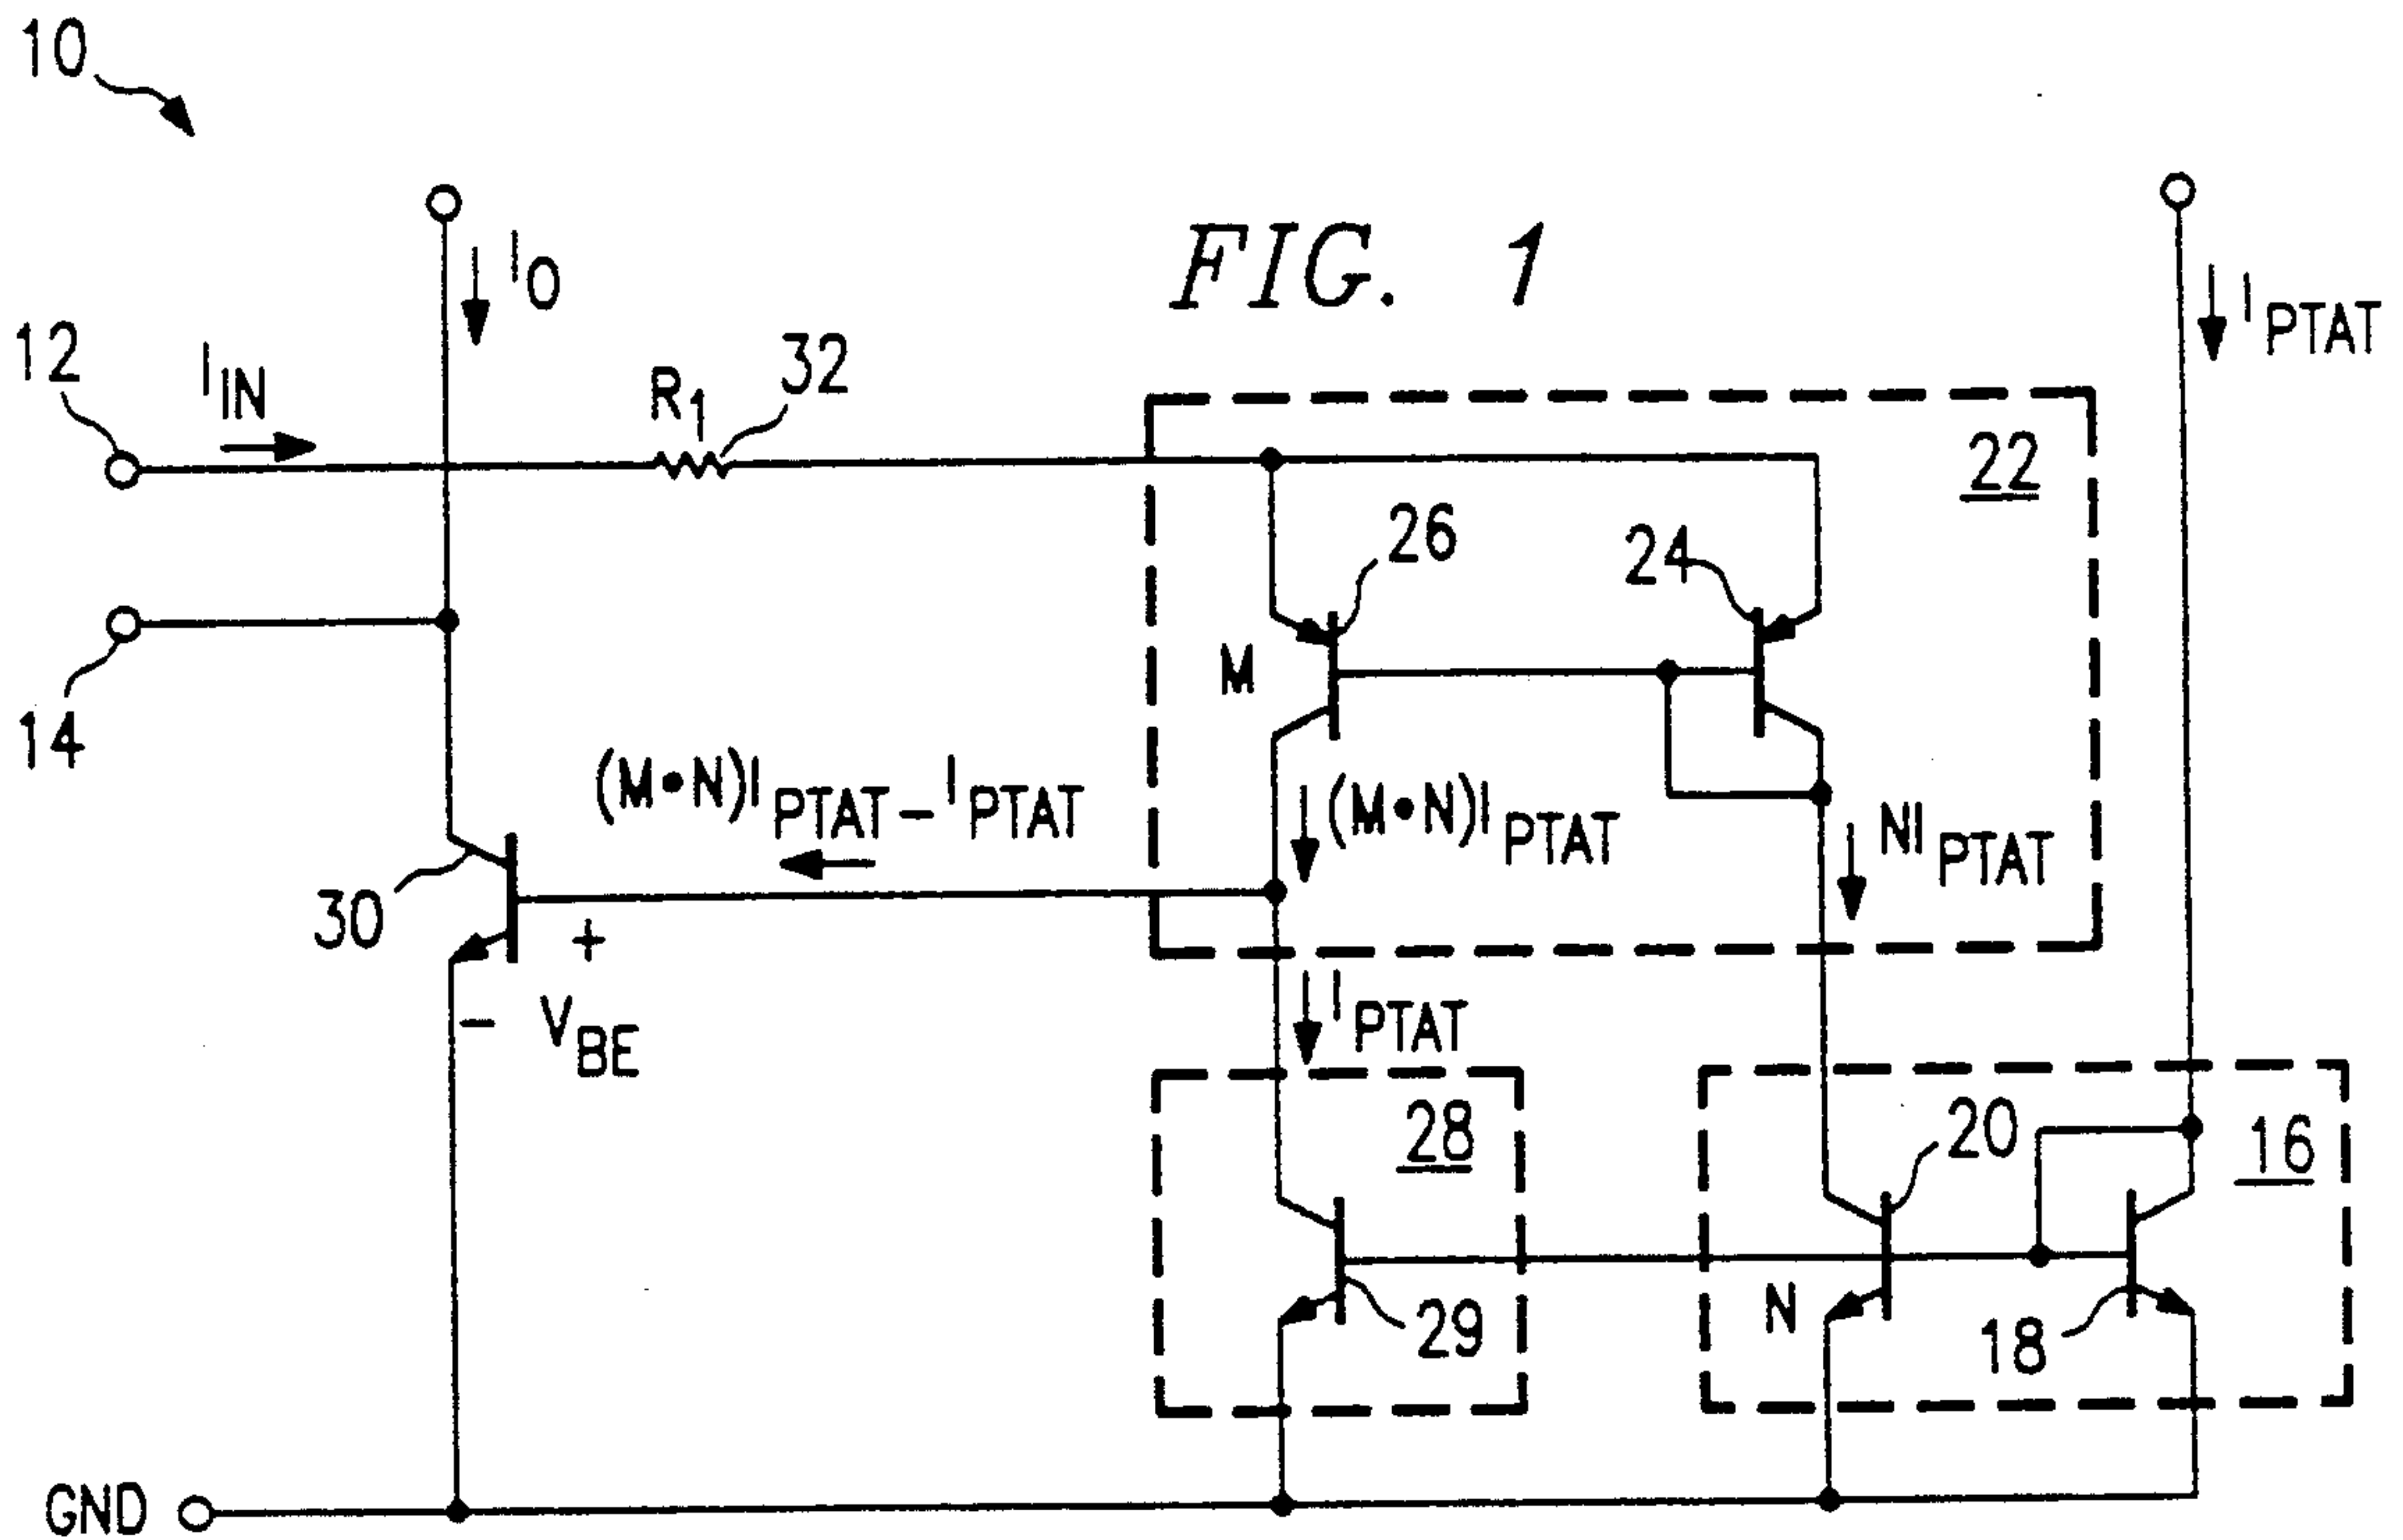 10
FIG. 1
I_O
I_PTAT
12
I_IN
R_1
32
22
26
24
M
14
(M•N)I_PTAT – I_PTAT
(M•N)I_PTAT
NI_PTAT
30
+
– V_BE
I_PTAT
28
20
16
29
N
18
GND